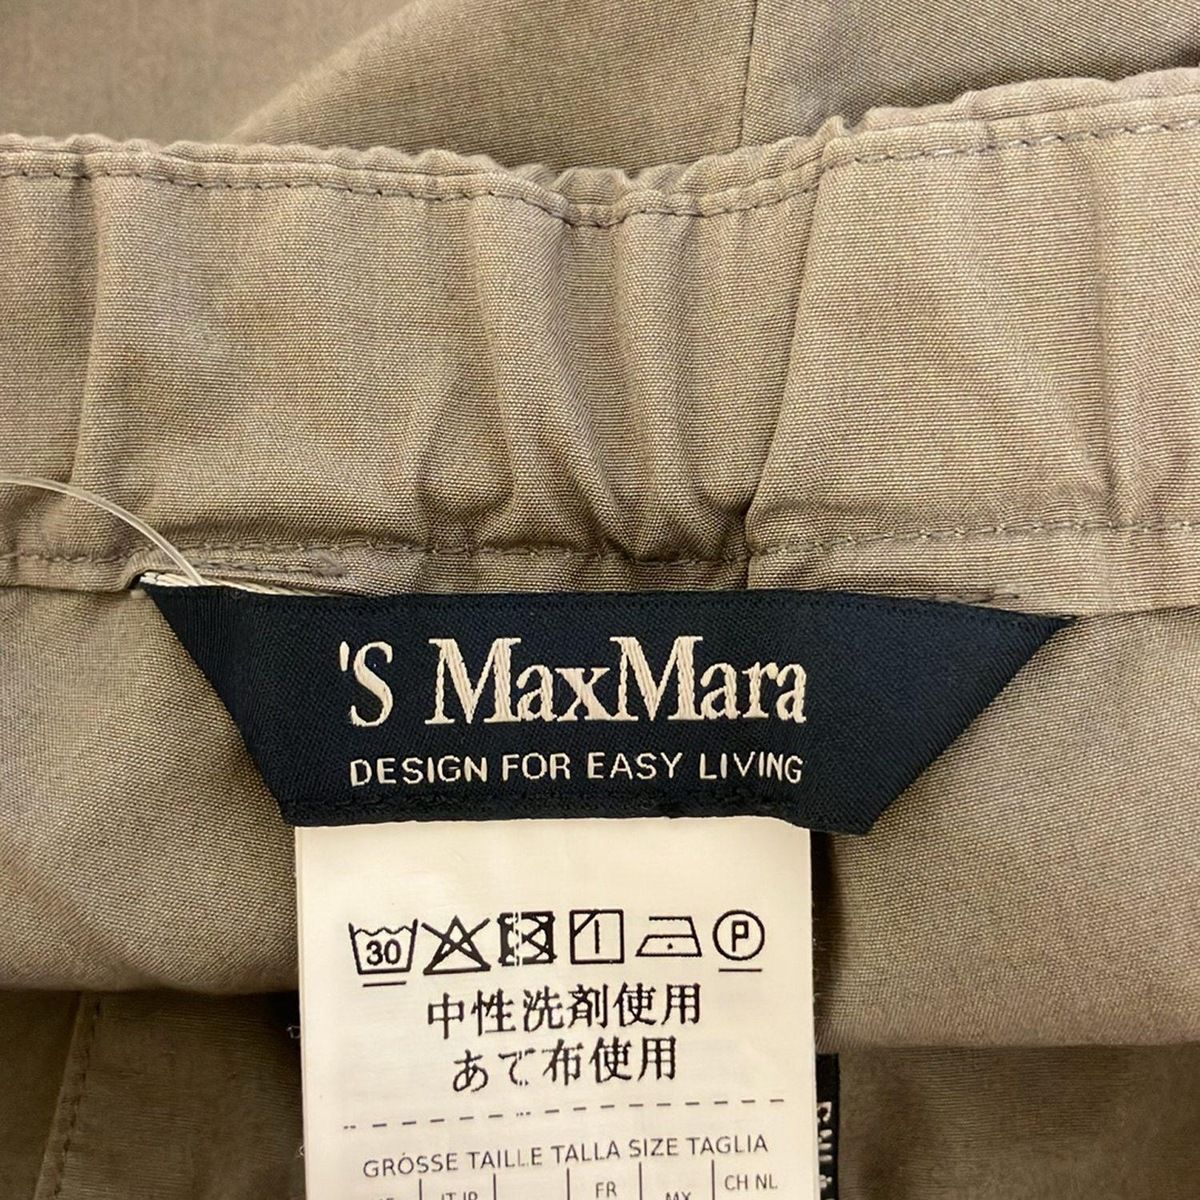 'S MaxMara
DESIGN FOR EASY LIVING
30 P
中性洗剤使用
あて布使用
GRÖSSE TAILLE TALLA SIZE TAGLIA
IT IP FR MX CH NL